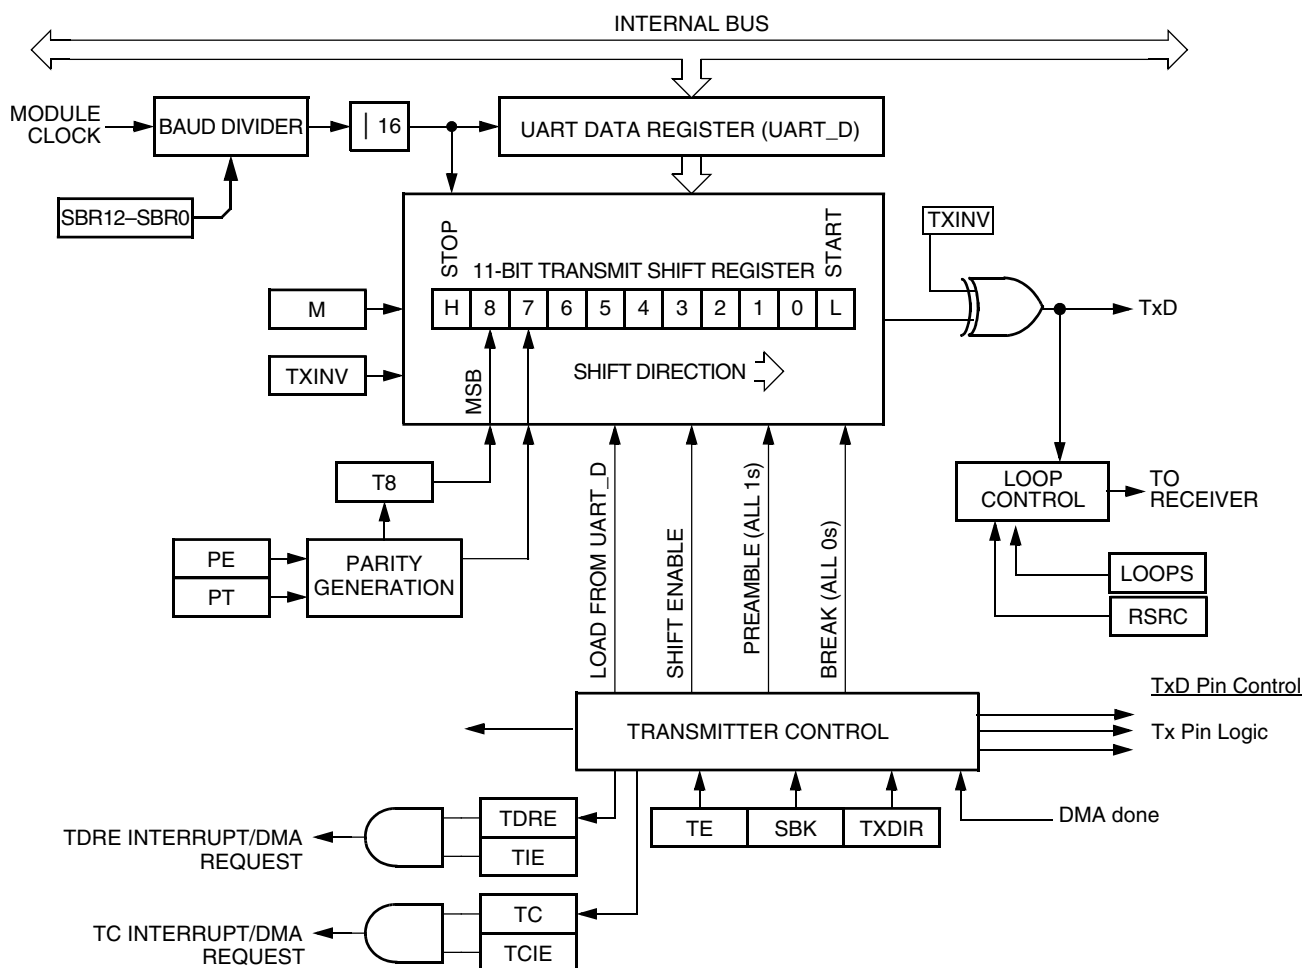 INTERNAL BUS
MODULE
CLOCK
BAUD DIVIDER
| 16
UART DATA REGISTER (UART_D)
SBR12–SBR0
TXINV
STOP
11-BIT TRANSMIT SHIFT REGISTER
START
M
H 8 7 6 5 4 3 2 1 0 L
TxD
TXINV
MSB
SHIFT DIRECTION
T8
LOOP
CONTROL
TO
RECEIVER
PE
PT
PARITY
GENERATION
LOAD FROM UART_D
SHIFT ENABLE
PREAMBLE (ALL 1s)
BREAK (ALL 0s)
LOOPS
RSRC
TxD Pin Control
TRANSMITTER CONTROL
Tx Pin Logic
TDRE
TIE
TE
SBK
TXDIR
DMA done
TDRE INTERRUPT/DMA
REQUEST
TC
TCIE
TC INTERRUPT/DMA
REQUEST